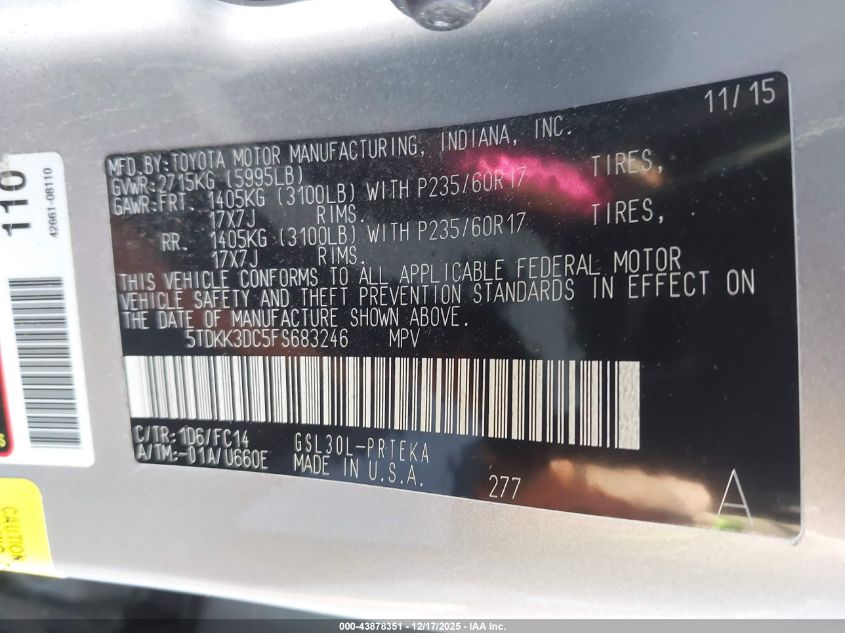 11/15
MFD.BY:TOYOTA MOTOR MANUFACTURING, INDIANA, INC.
GVWR:2715KG (5995LB)
GAWR:FRT. 1405KG (3100LB) WITH P235/60R17 TIRES,
17X7J RIMS.
RR. 1405KG (3100LB) WITH P235/60R17 TIRES,
17X7J RIMS.
THIS VEHICLE CONFORMS TO ALL APPLICABLE FEDERAL MOTOR
VEHICLE SAFETY AND THEFT PREVENTION STANDARDS IN EFFECT ON
THE DATE OF MANUFACTURE SHOWN ABOVE.
5TDKK3DC5FS683246 MPV
C/TR:1D6/FC14 GSL30L-PRTEKA
A/TM:-01A/U660E MADE IN U.S.A.
277
A
110
42661-08110
S
CAUTION
000-43878351 | 12/17/2025 - IAA Inc.